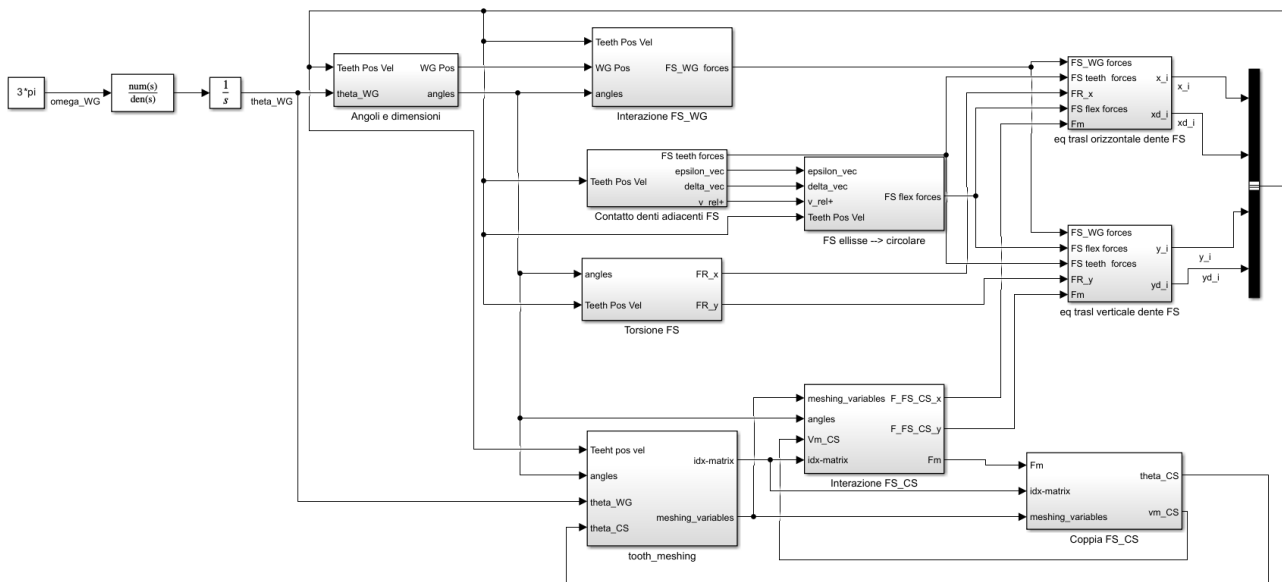 3*pi
omega_WG
num(s)
den(s)
1
s
theta_WG
Teeth Pos Vel
WG Pos
theta_WG
angles
Angoli e dimensioni
Teeth Pos Vel
WG Pos
FS_WG forces
angles
Interazione FS_WG
FS teeth forces
epsilon_vec
Teeth Pos Vel
delta_vec
v_rel+
Contatto denti adiacenti FS
epsilon_vec
delta_vec
FS flex forces
v_rel+
Teeth Pos Vel
FS ellisse --> circolare
angles
FR_x
Teeth Pos Vel
FR_y
Torsione FS
FS_WG forces
x_i
FS teeth forces
FR_x
FS flex forces
xd_i
Fm
eq trasl orizzontale dente FS
x_i
xd_i
FS_WG forces
FS flex forces
y_i
FS teeth forces
FR_y
yd_i
Fm
eq trasl verticale dente FS
y_i
yd_i
meshing_variables
F_FS_CS_x
angles
Vm_CS
F_FS_CS_y
idx-matrix
Fm
Interazione FS_CS
Teeht pos vel
idx-matrix
angles
theta_WG
meshing_variables
theta_CS
tooth_meshing
Fm
theta_CS
idx-matrix
vm_CS
meshing_variables
Coppia FS_CS